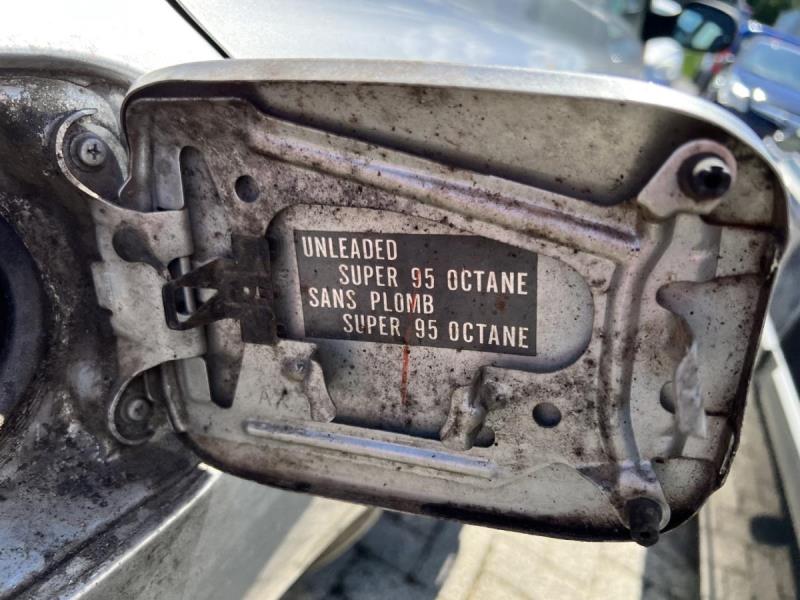 UNLEADED
SUPER 95 OCTANE
SANS PLOMB
SUPER 95 OCTANE